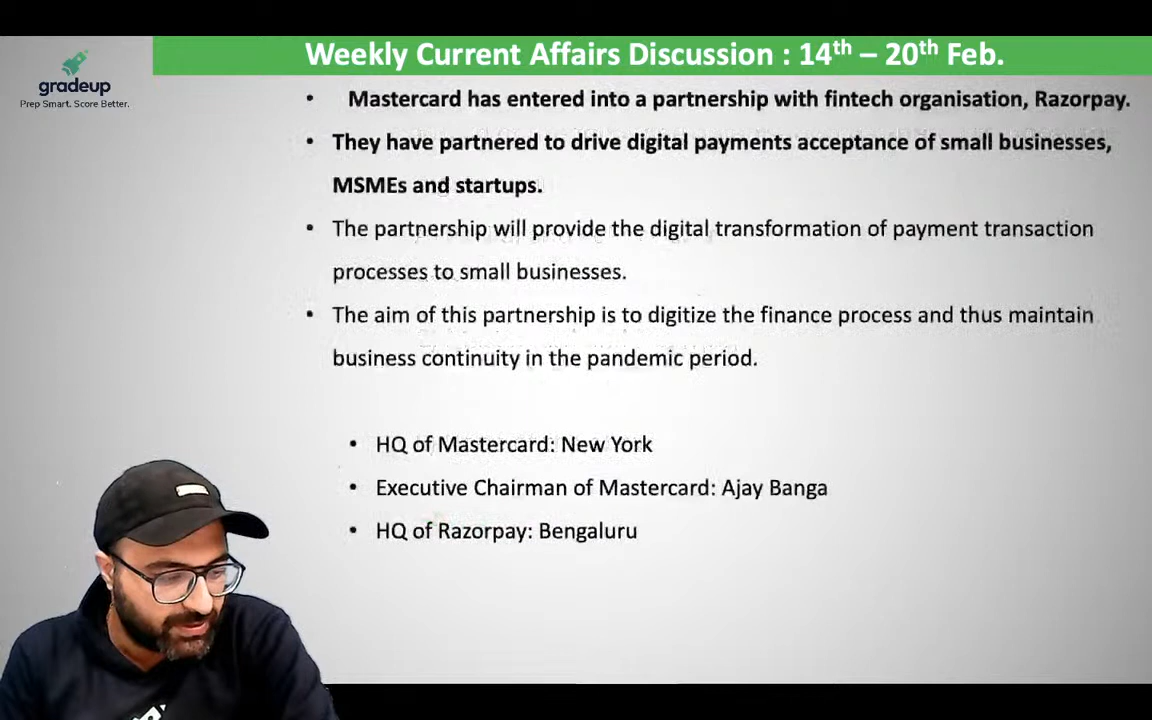 Weekly Current Affairs Discussion : 14th – 20th Feb.
gradeup
Prep Smart. Score Better.
• Mastercard has entered into a partnership with fintech organisation, Razorpay.
• They have partnered to drive digital payments acceptance of small businesses,
MSMEs and startups.
• The partnership will provide the digital transformation of payment transaction
processes to small businesses.
• The aim of this partnership is to digitize the finance process and thus maintain
business continuity in the pandemic period.
• HQ of Mastercard: New York
• Executive Chairman of Mastercard: Ajay Banga
• HQ of Razorpay: Bengaluru